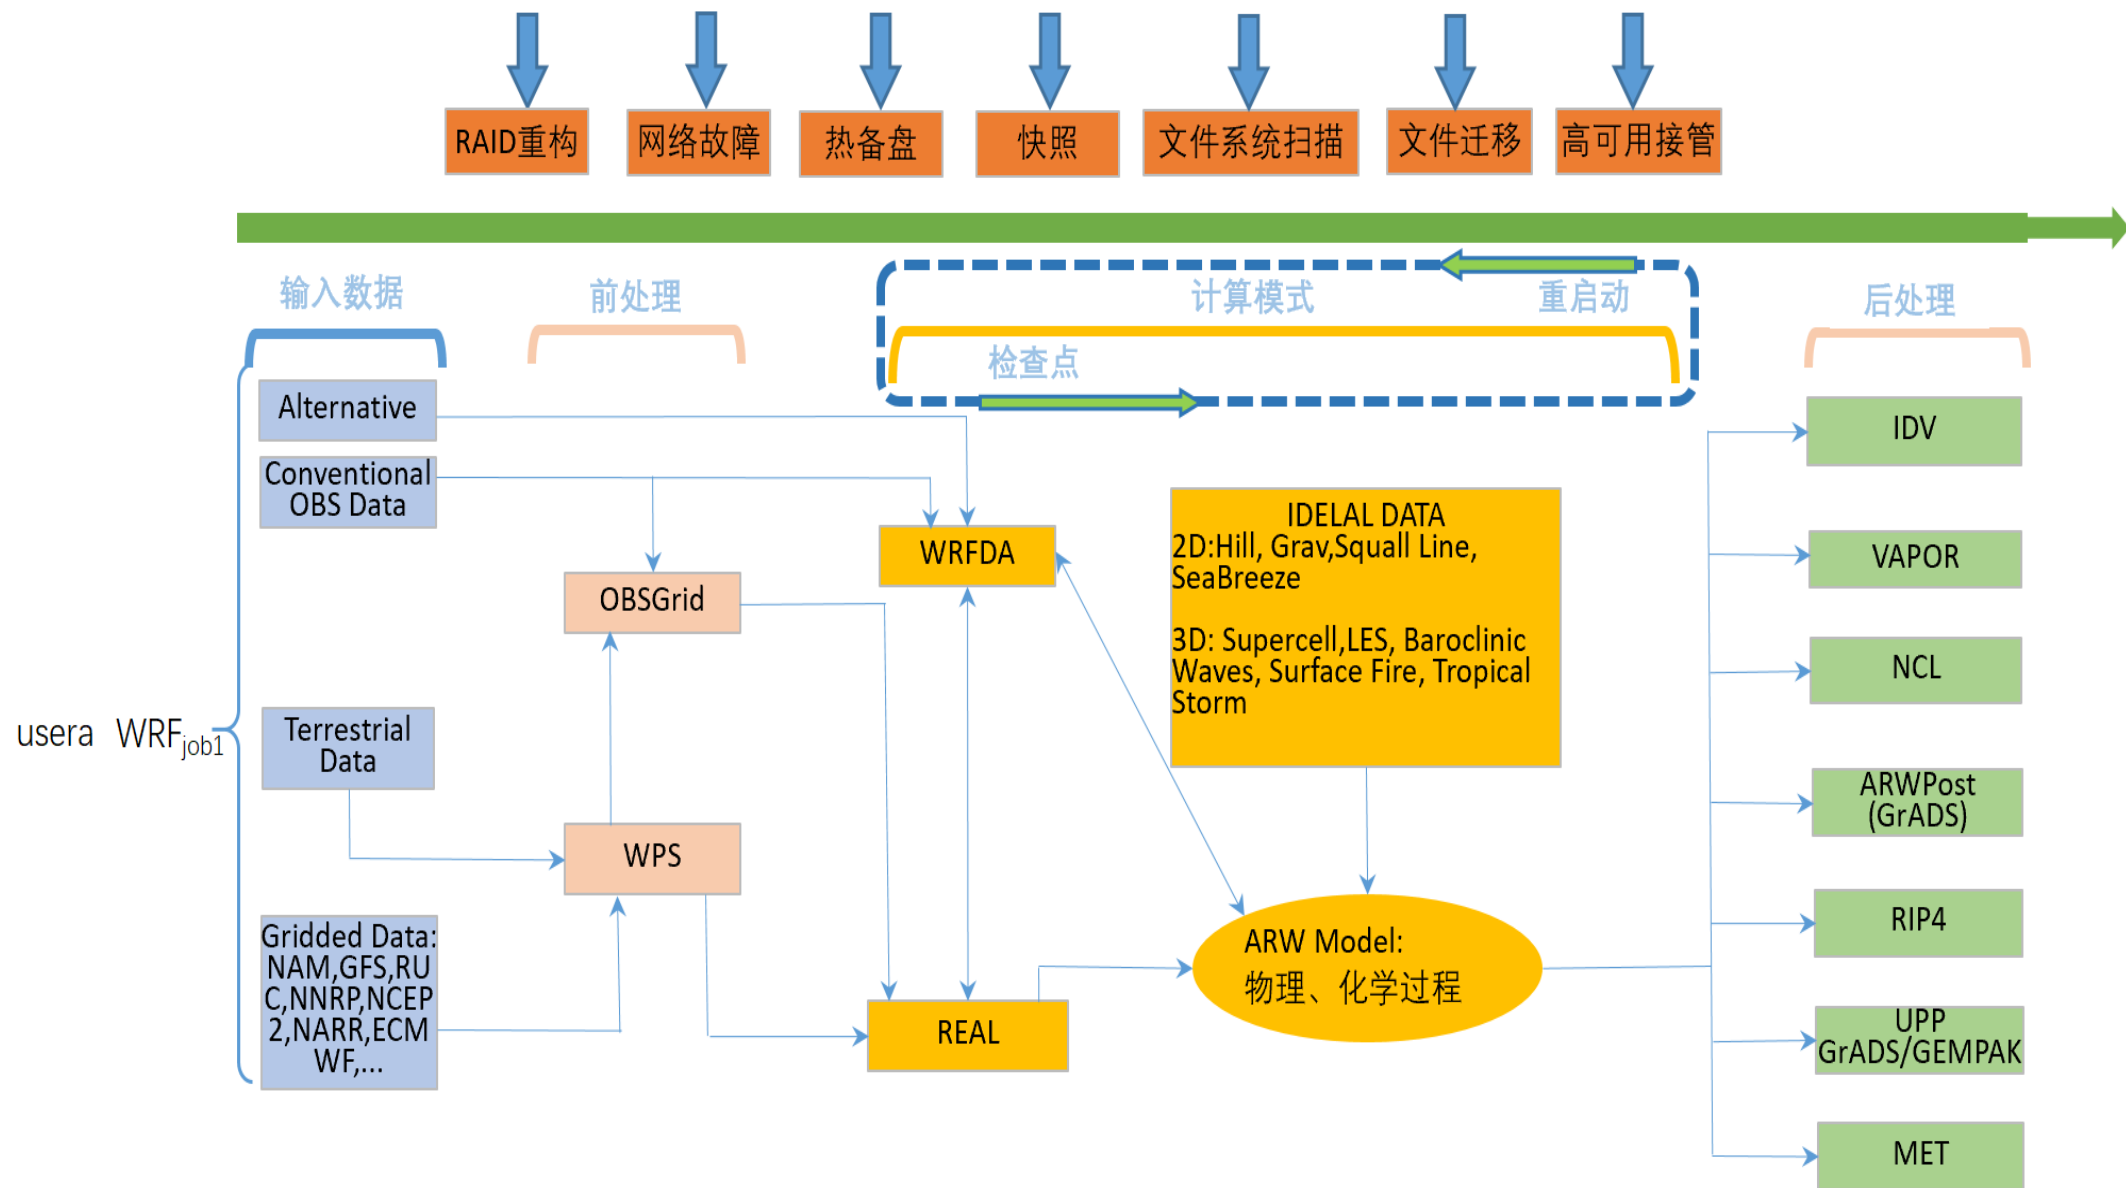 RAID重构
网络故障
热备盘
快照
文件系统扫描
文件迁移
高可用接管
输入数据
前处理
计算模式
重启动
后处理
检查点
usera WRFjob1
Alternative
Conventional
OBS Data
Terrestrial
Data
Gridded Data:
NAM,GFS,RU
C,NNRP,NCEP
2,NARR,ECM
WF,...
OBSGrid
WPS
WRFDA
REAL
IDELAL DATA
2D:Hill, Grav,Squall Line,
SeaBreeze
3D: Supercell,LES, Baroclinic
Waves, Surface Fire, Tropical
Storm
ARW Model:
物理、化学过程
IDV
VAPOR
NCL
ARWPost
(GrADS)
RIP4
UPP
GrADS/GEMPAK
MET